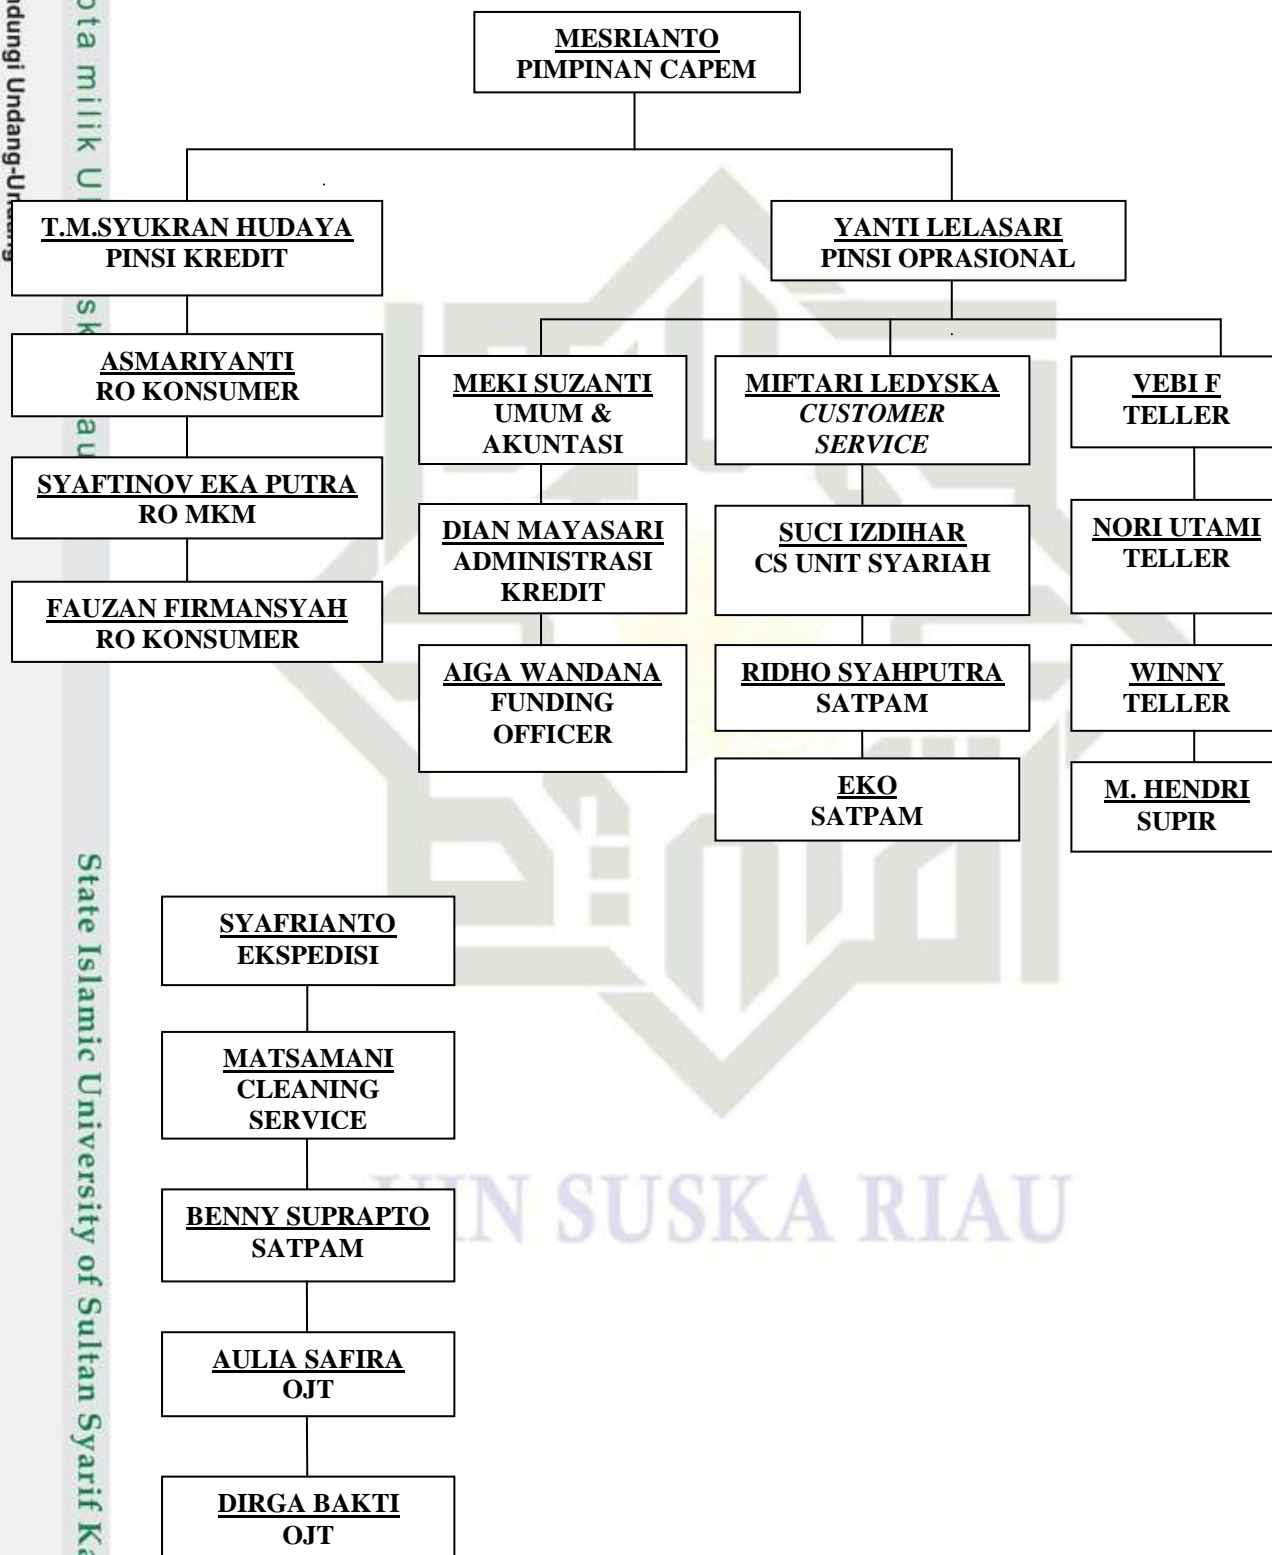 MESRIANTO
PIMPINAN CAPEM
T.M.SYUKRAN HUDAYA
PINSI KREDIT
YANTI LELASARI
PINSI OPRASIONAL
ASMARIYANTI
RO KONSUMER
SYAFTINOV EKA PUTRA
RO MKM
FAUZAN FIRMANSYAH
RO KONSUMER
MEKI SUZANTI
UMUM &
AKUNTASI
DIAN MAYASARI
ADMINISTRASI
KREDIT
AIGA WANDANA
FUNDING
OFFICER
MIFTARI LEDYSKA
CUSTOMER
SERVICE
SUCI IZDIHAR
CS UNIT SYARIAH
RIDHO SYAHPUTRA
SATPAM
EKO
SATPAM
VEBI F
TELLER
NORI UTAMI
TELLER
WINNY
TELLER
M. HENDRI
SUPIR
SYAFRIANTO
EKSPEDISI
MATSAMANI
CLEANING
SERVICE
BENNY SUPRAPTO
SATPAM
AULIA SAFIRA
OJT
DIRGA BAKTI
OJT
SUSKA RIAU
milik
State Islamic University of Sultan Syarif